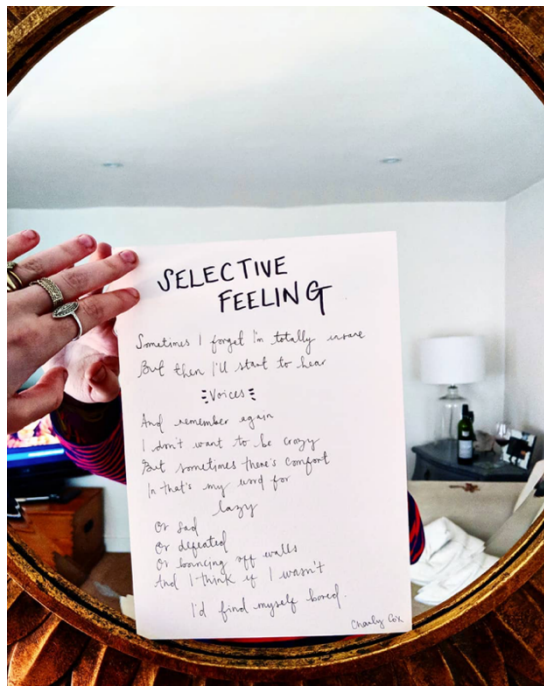 SELECTIVE
FEELING
Sometimes I forget I'm totally insane
But then I'll start to hear
Voices
And remember again
I don't want to be crazy
But sometimes there's comfort
In that's my word for
lazy
Or sad
Or defeated
Or bouncing off walls
And I think if I wasn't
I'd find myself bored.
Charly Cox